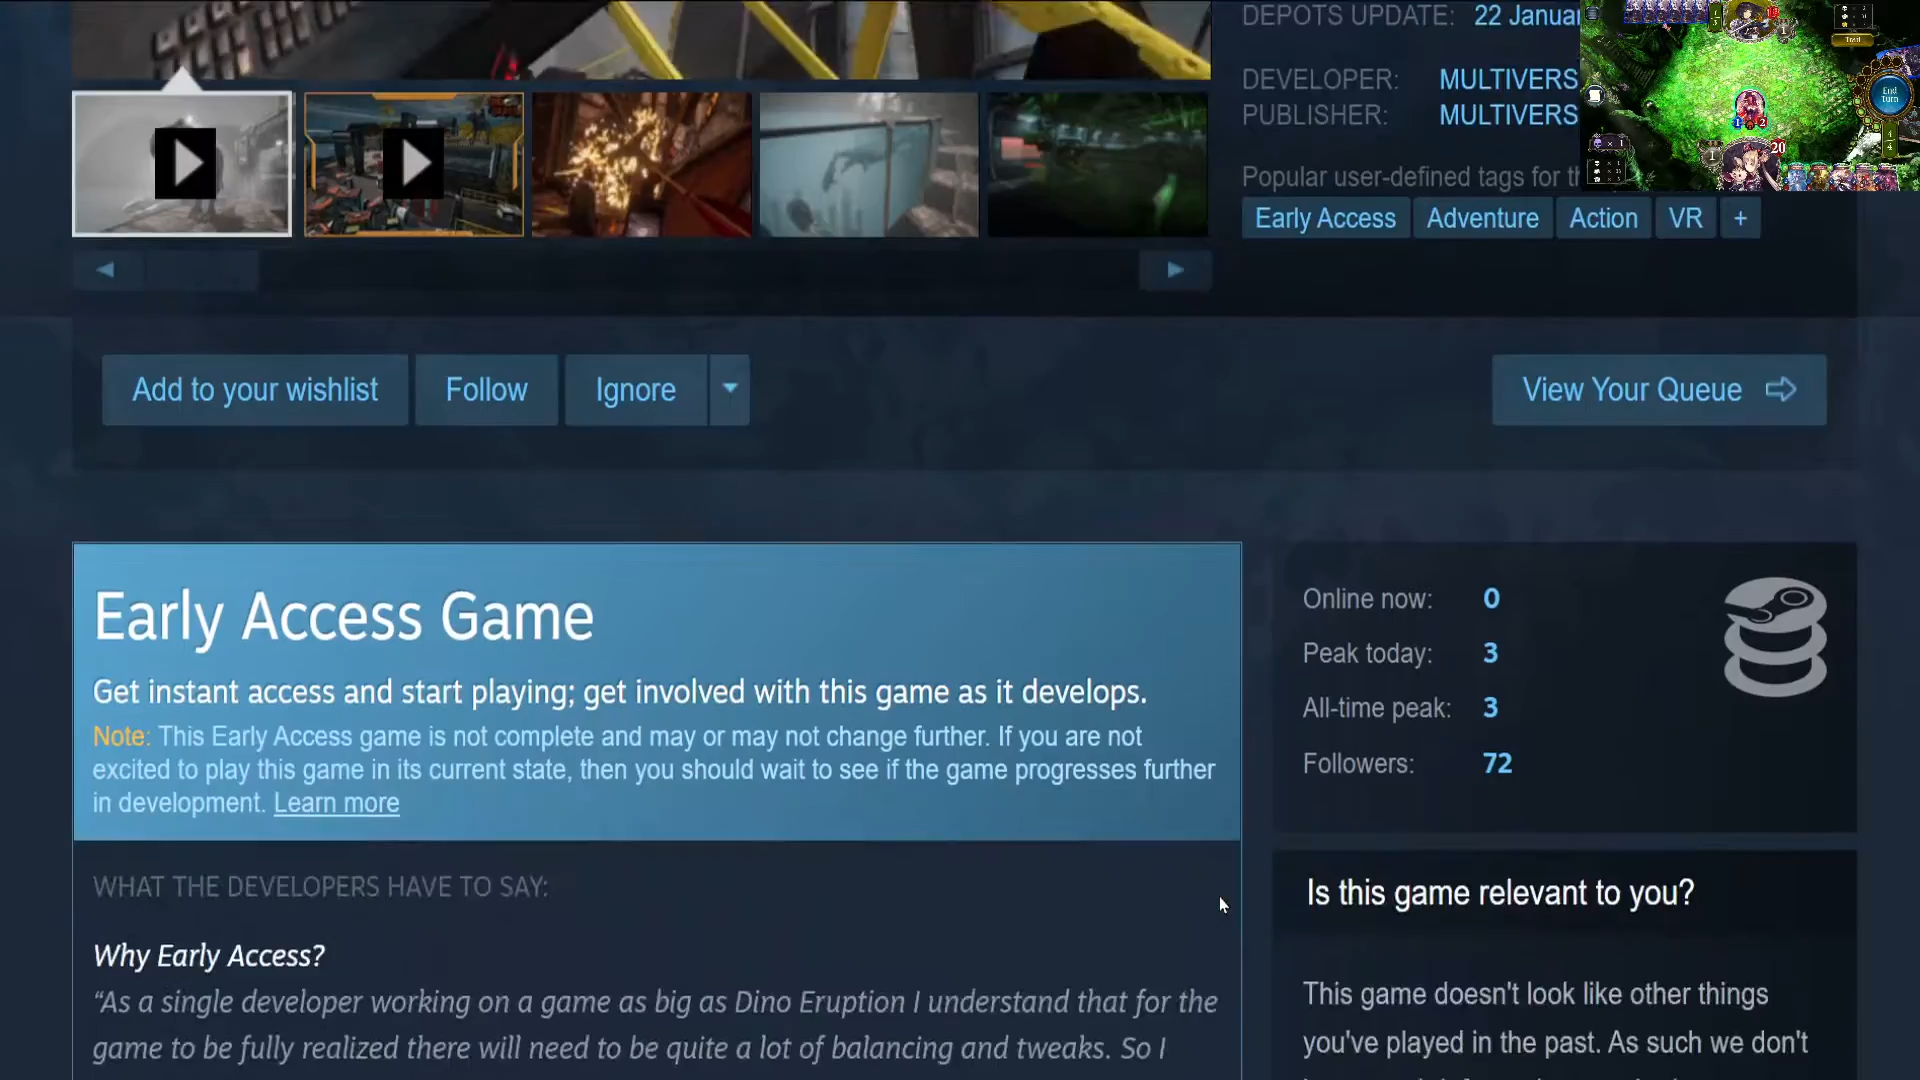 DEPOTS UPDATE: 22 Januar
DEVELOPER: MULTIVERS
PUBLISHER: MULTIVERS
Popular user-defined tags for th
Early Access Adventure Action VR +
End
Turn
20
Add to your wishlist Follow Ignore View Your Queue
Early Access Game
Get instant access and start playing; get involved with this game as it develops.
Note: This Early Access game is not complete and may or may not change further. If you are not
excited to play this game in its current state, then you should wait to see if the game progresses further
in development. Learn more
WHAT THE DEVELOPERS HAVE TO SAY:
Why Early Access?
“As a single developer working on a game as big as Dino Eruption I understand that for the
game to be fully realized there will need to be quite a lot of balancing and tweaks. So I
Online now: 0
Peak today: 3
All-time peak: 3
Followers: 72
Is this game relevant to you?
This game doesn't look like other things
you've played in the past. As such we don't